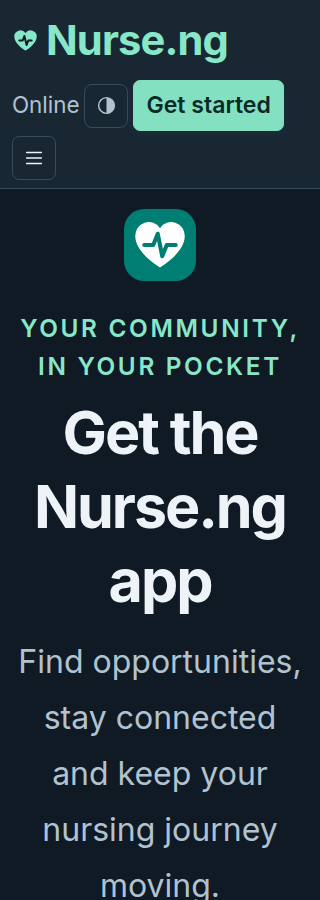 Nurse.ng
Online
Get started
YOUR COMMUNITY,
IN YOUR POCKET
Get the
Nurse.ng
app
Find opportunities,
stay connected
and keep your
nursing journey
moving.